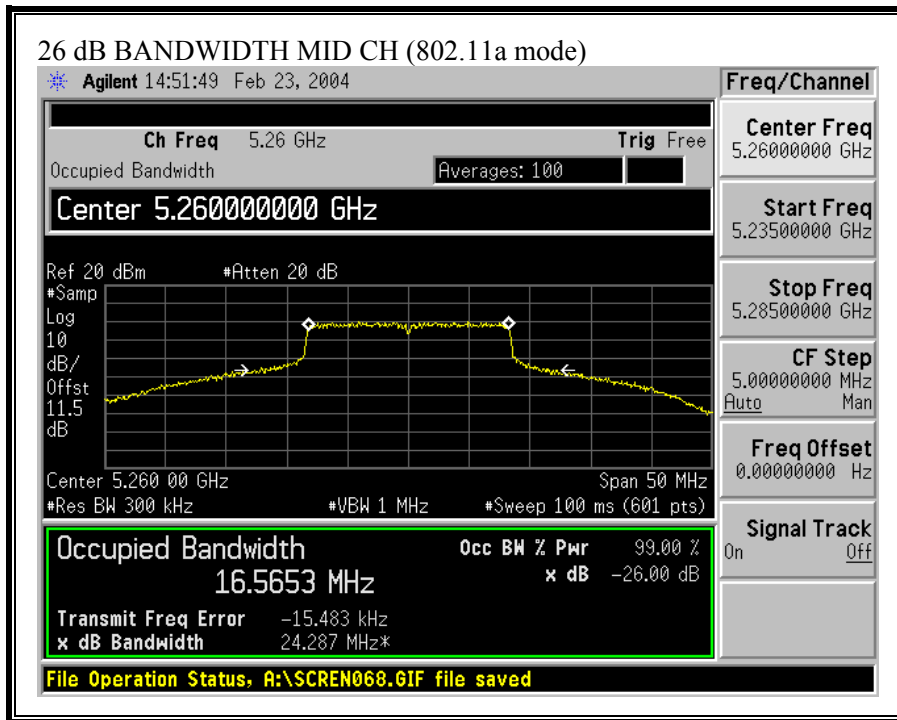 26 dB BANDWIDTH MID CH (802.11a mode)
Agilent 14:51:49 Feb 23, 2004
Freq/Channel
Ch Freq 5.26 GHz Trig Free
Occupied Bandwidth Averages: 100
Center 5.260000000 GHz
Center Freq
5.26000000 GHz
Start Freq
5.23500000 GHz
Stop Freq
5.28500000 GHz
CF Step
5.00000000 MHz
Auto Man
Freq Offset
0.00000000 Hz
Signal Track
On Off
Ref 20 dBm #Atten 20 dB
#Samp
Log
10
dB/
Offst
11.5
dB
Center 5.260 00 GHz Span 50 MHz
#Res BW 300 kHz #VBW 1 MHz #Sweep 100 ms (601 pts)
Occupied Bandwidth Occ BW % Pwr 99.00 %
16.5653 MHz x dB -26.00 dB
Transmit Freq Error -15.483 kHz
x dB Bandwidth 24.287 MHz*
File Operation Status, A:\SCREN068.GIF file saved